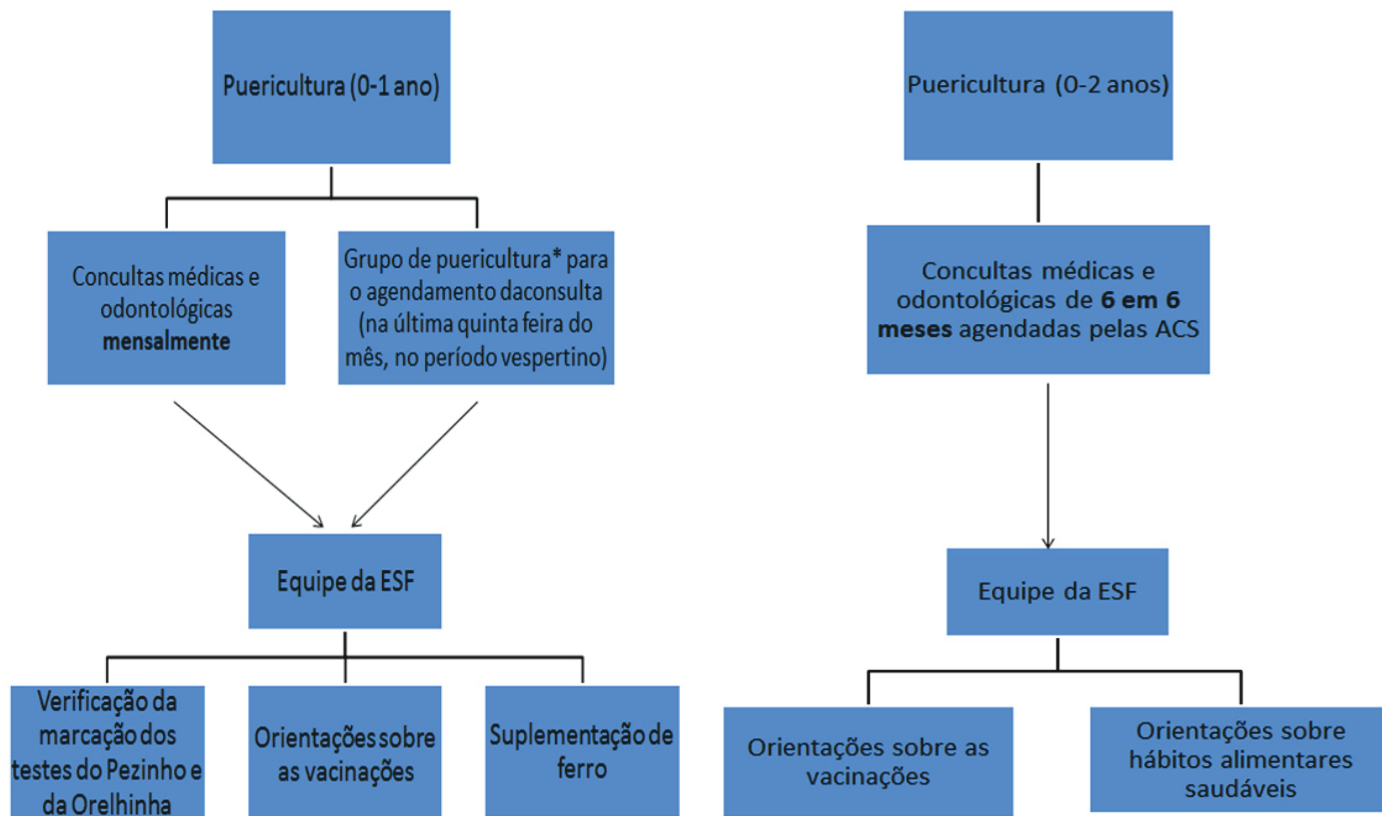 Puericultura (0-1 ano)
Concultas médicas e
odontológicas
mensalmente
Grupo de puericultura* para
o agendamento daconsulta
(na última quinta feira do
mês, no período vespertino)
Equipe da ESF
Verificação da
marcação dos
testes do Pezinho e
da Orelhinha
Orientações sobre
as vacinações
Suplementação de
ferro
Puericultura (0-2 anos)
Concultas médicas e
odontológicas de 6 em 6
meses agendadas pelas ACS
Equipe da ESF
Orientações sobre as
vacinações
Orientações sobre
hábitos alimentares
saudáveis